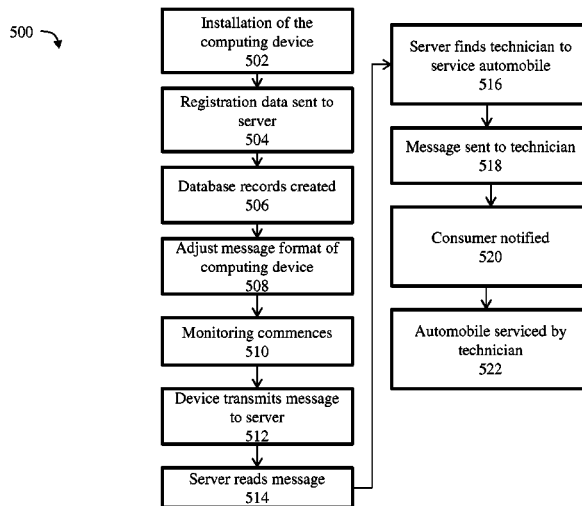 500
Installation of the
computing device
502
Registration data sent to
server
504
Database records created
506
Adjust message format of
computing device
508
Monitoring commences
510
Device transmits message
to server
512
Server reads message
514
Server finds technician to
service automobile
516
Message sent to technician
518
Consumer notified
520
Automobile serviced by
technician
522